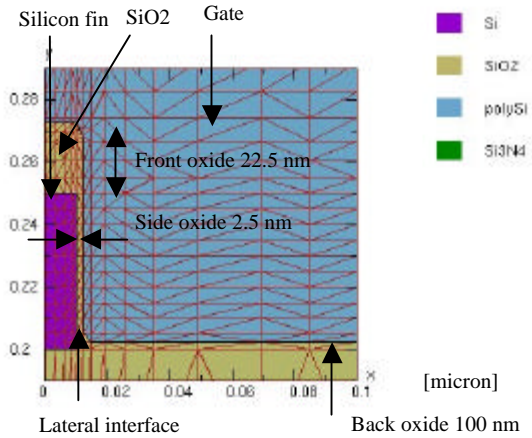 Silicon fin
SiO2
Gate
Si
SiO2
polySi
Si3N4
y
0.28
0.26
0.24
0.22
0.2
Front oxide 22.5 nm
Side oxide 2.5 nm
0
0.02
0.04
0.06
0.08
x
0.1
[micron]
Lateral interface
Back oxide 100 nm